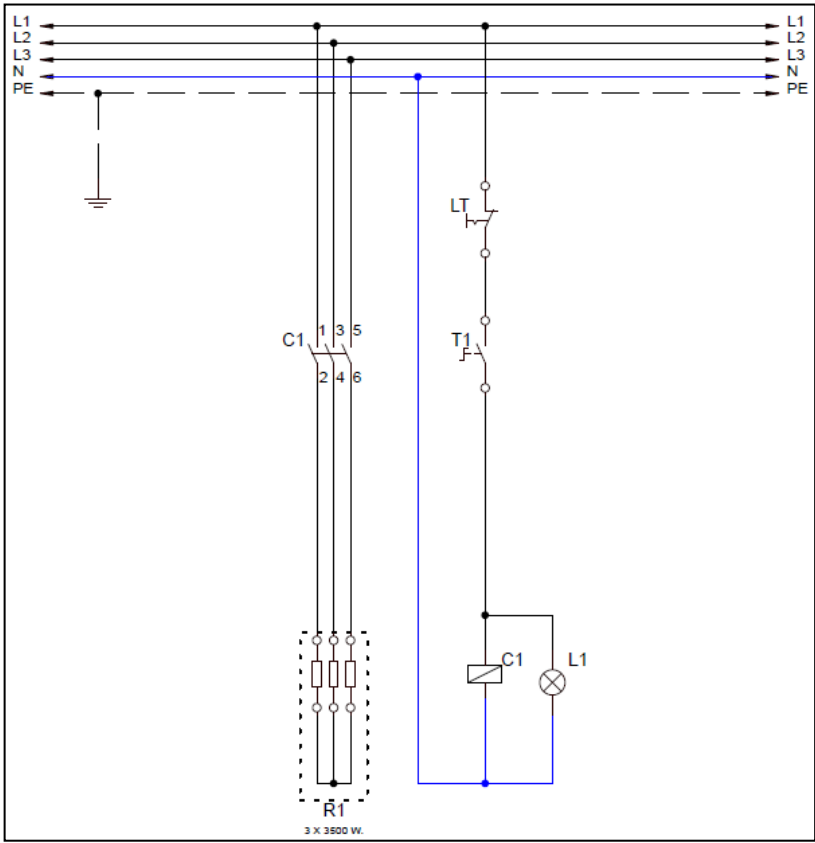 L1 L1
L2 L2
L3 L3
N N
PE PE
LT
C1 1 3 5
T1
2 4 6
C1 L1
R1
3 X 3500 W.